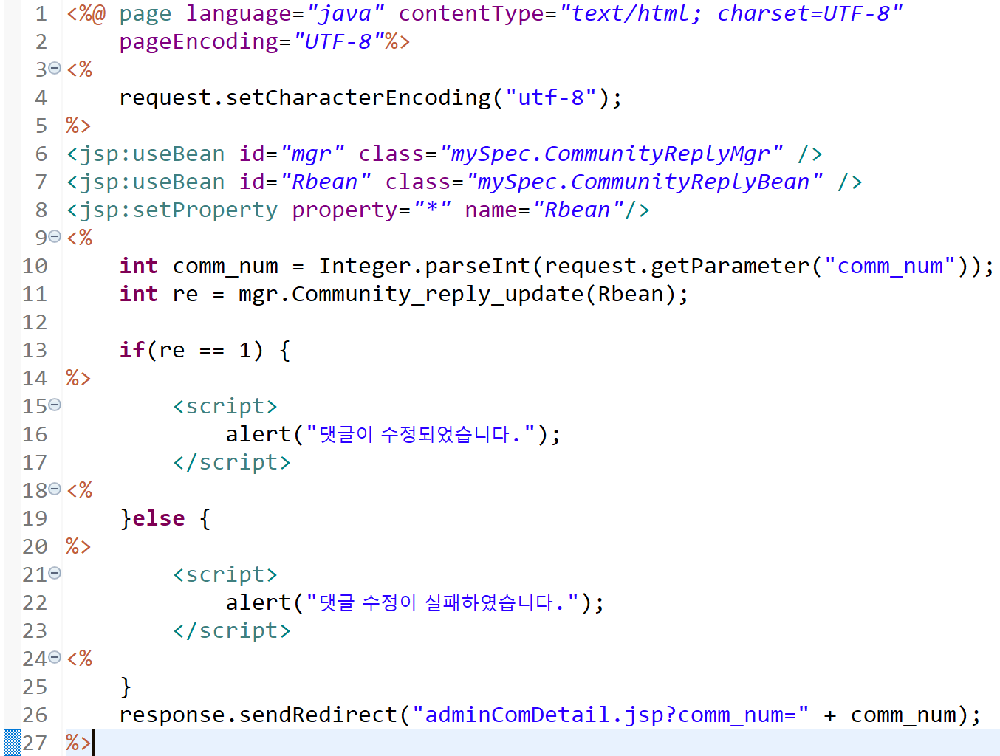 1 <%@ page language="java" contentType="text/html; charset=UTF-8"
2     pageEncoding="UTF-8"%>
3 <%
4     request.setCharacterEncoding("utf-8");
5 %>
6 <jsp:useBean id="mgr" class="mySpec.CommunityReplyMgr" />
7 <jsp:useBean id="Rbean" class="mySpec.CommunityReplyBean" />
8 <jsp:setProperty property="*" name="Rbean"/>
9 <%
10     int comm_num = Integer.parseInt(request.getParameter("comm_num"));
11     int re = mgr.Community_reply_update(Rbean);
12
13     if(re == 1) {
14 %>
15         <script>
16             alert("댓글이 수정되었습니다.");
17         </script>
18 <%
19     }else {
20 %>
21         <script>
22             alert("댓글 수정이 실패하였습니다.");
23         </script>
24 <%
25     }
26     response.sendRedirect("adminComDetail.jsp?comm_num=" + comm_num);
27 %>